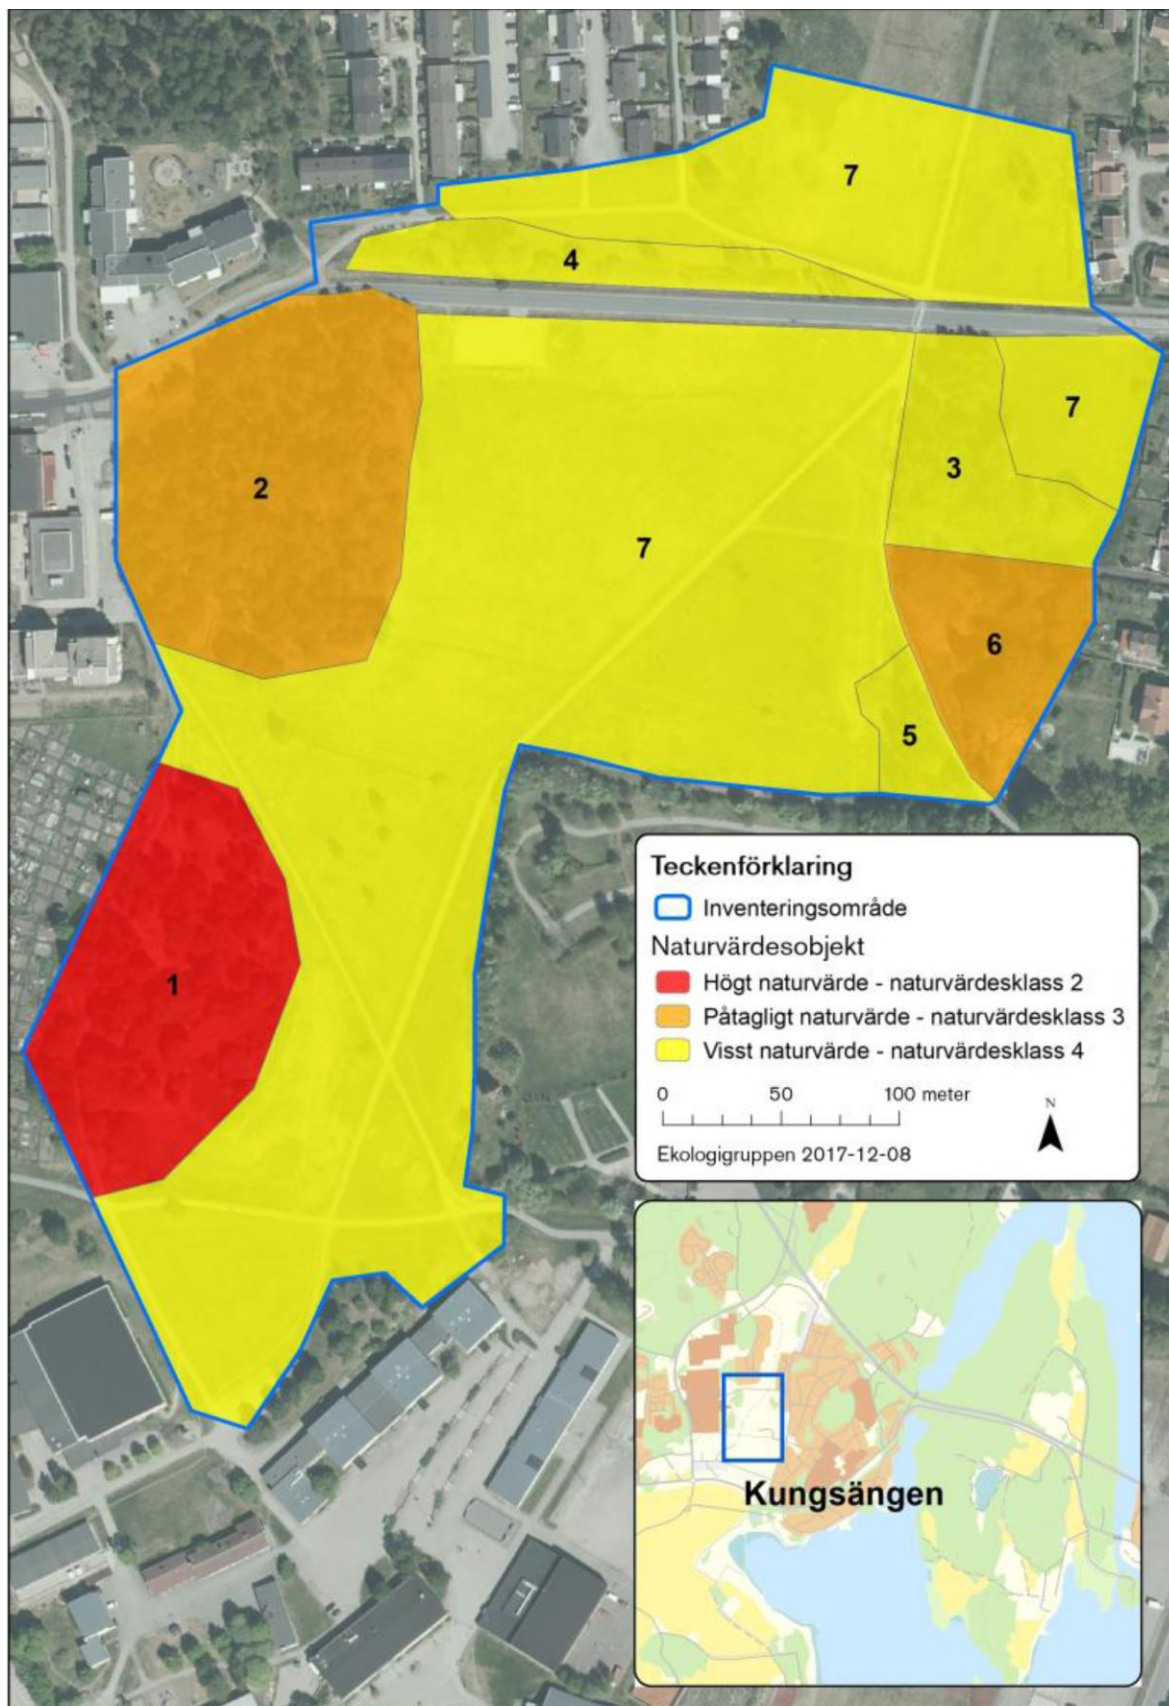 7
4
7
3
2
7
6
5
1
Teckenförklaring
Inventeringsområde
Naturvärdesobjekt
Högt naturvärde - naturvärdesklass 2
Påtagligt naturvärde - naturvärdesklass 3
Visst naturvärde - naturvärdesklass 4
0 50 100 meter
N
Ekologigruppen 2017-12-08
Kungsängen